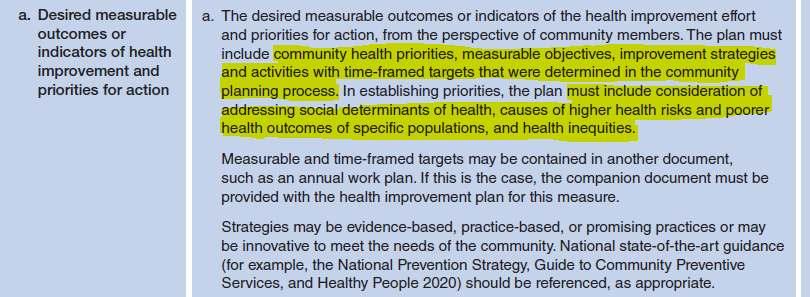 a. Desired measurable
outcomes or
indicators of health
improvement and
priorities for action
a. The desired measurable outcomes or indicators of the health improvement effort
and priorities for action, from the perspective of community members. The plan must
include community health priorities, measurable objectives, improvement strategies
and activities with time-framed targets that were determined in the community
planning process. In establishing priorities, the plan must include consideration of
addressing social determinants of health, causes of higher health risks and poorer
health outcomes of specific populations, and health inequities.
Measurable and time-framed targets may be contained in another document,
such as an annual work plan. If this is the case, the companion document must be
provided with the health improvement plan for this measure.
Strategies may be evidence-based, practice-based, or promising practices or may
be innovative to meet the needs of the community. National state-of-the-art guidance
(for example, the National Prevention Strategy, Guide to Community Preventive
Services, and Healthy People 2020) should be referenced, as appropriate.